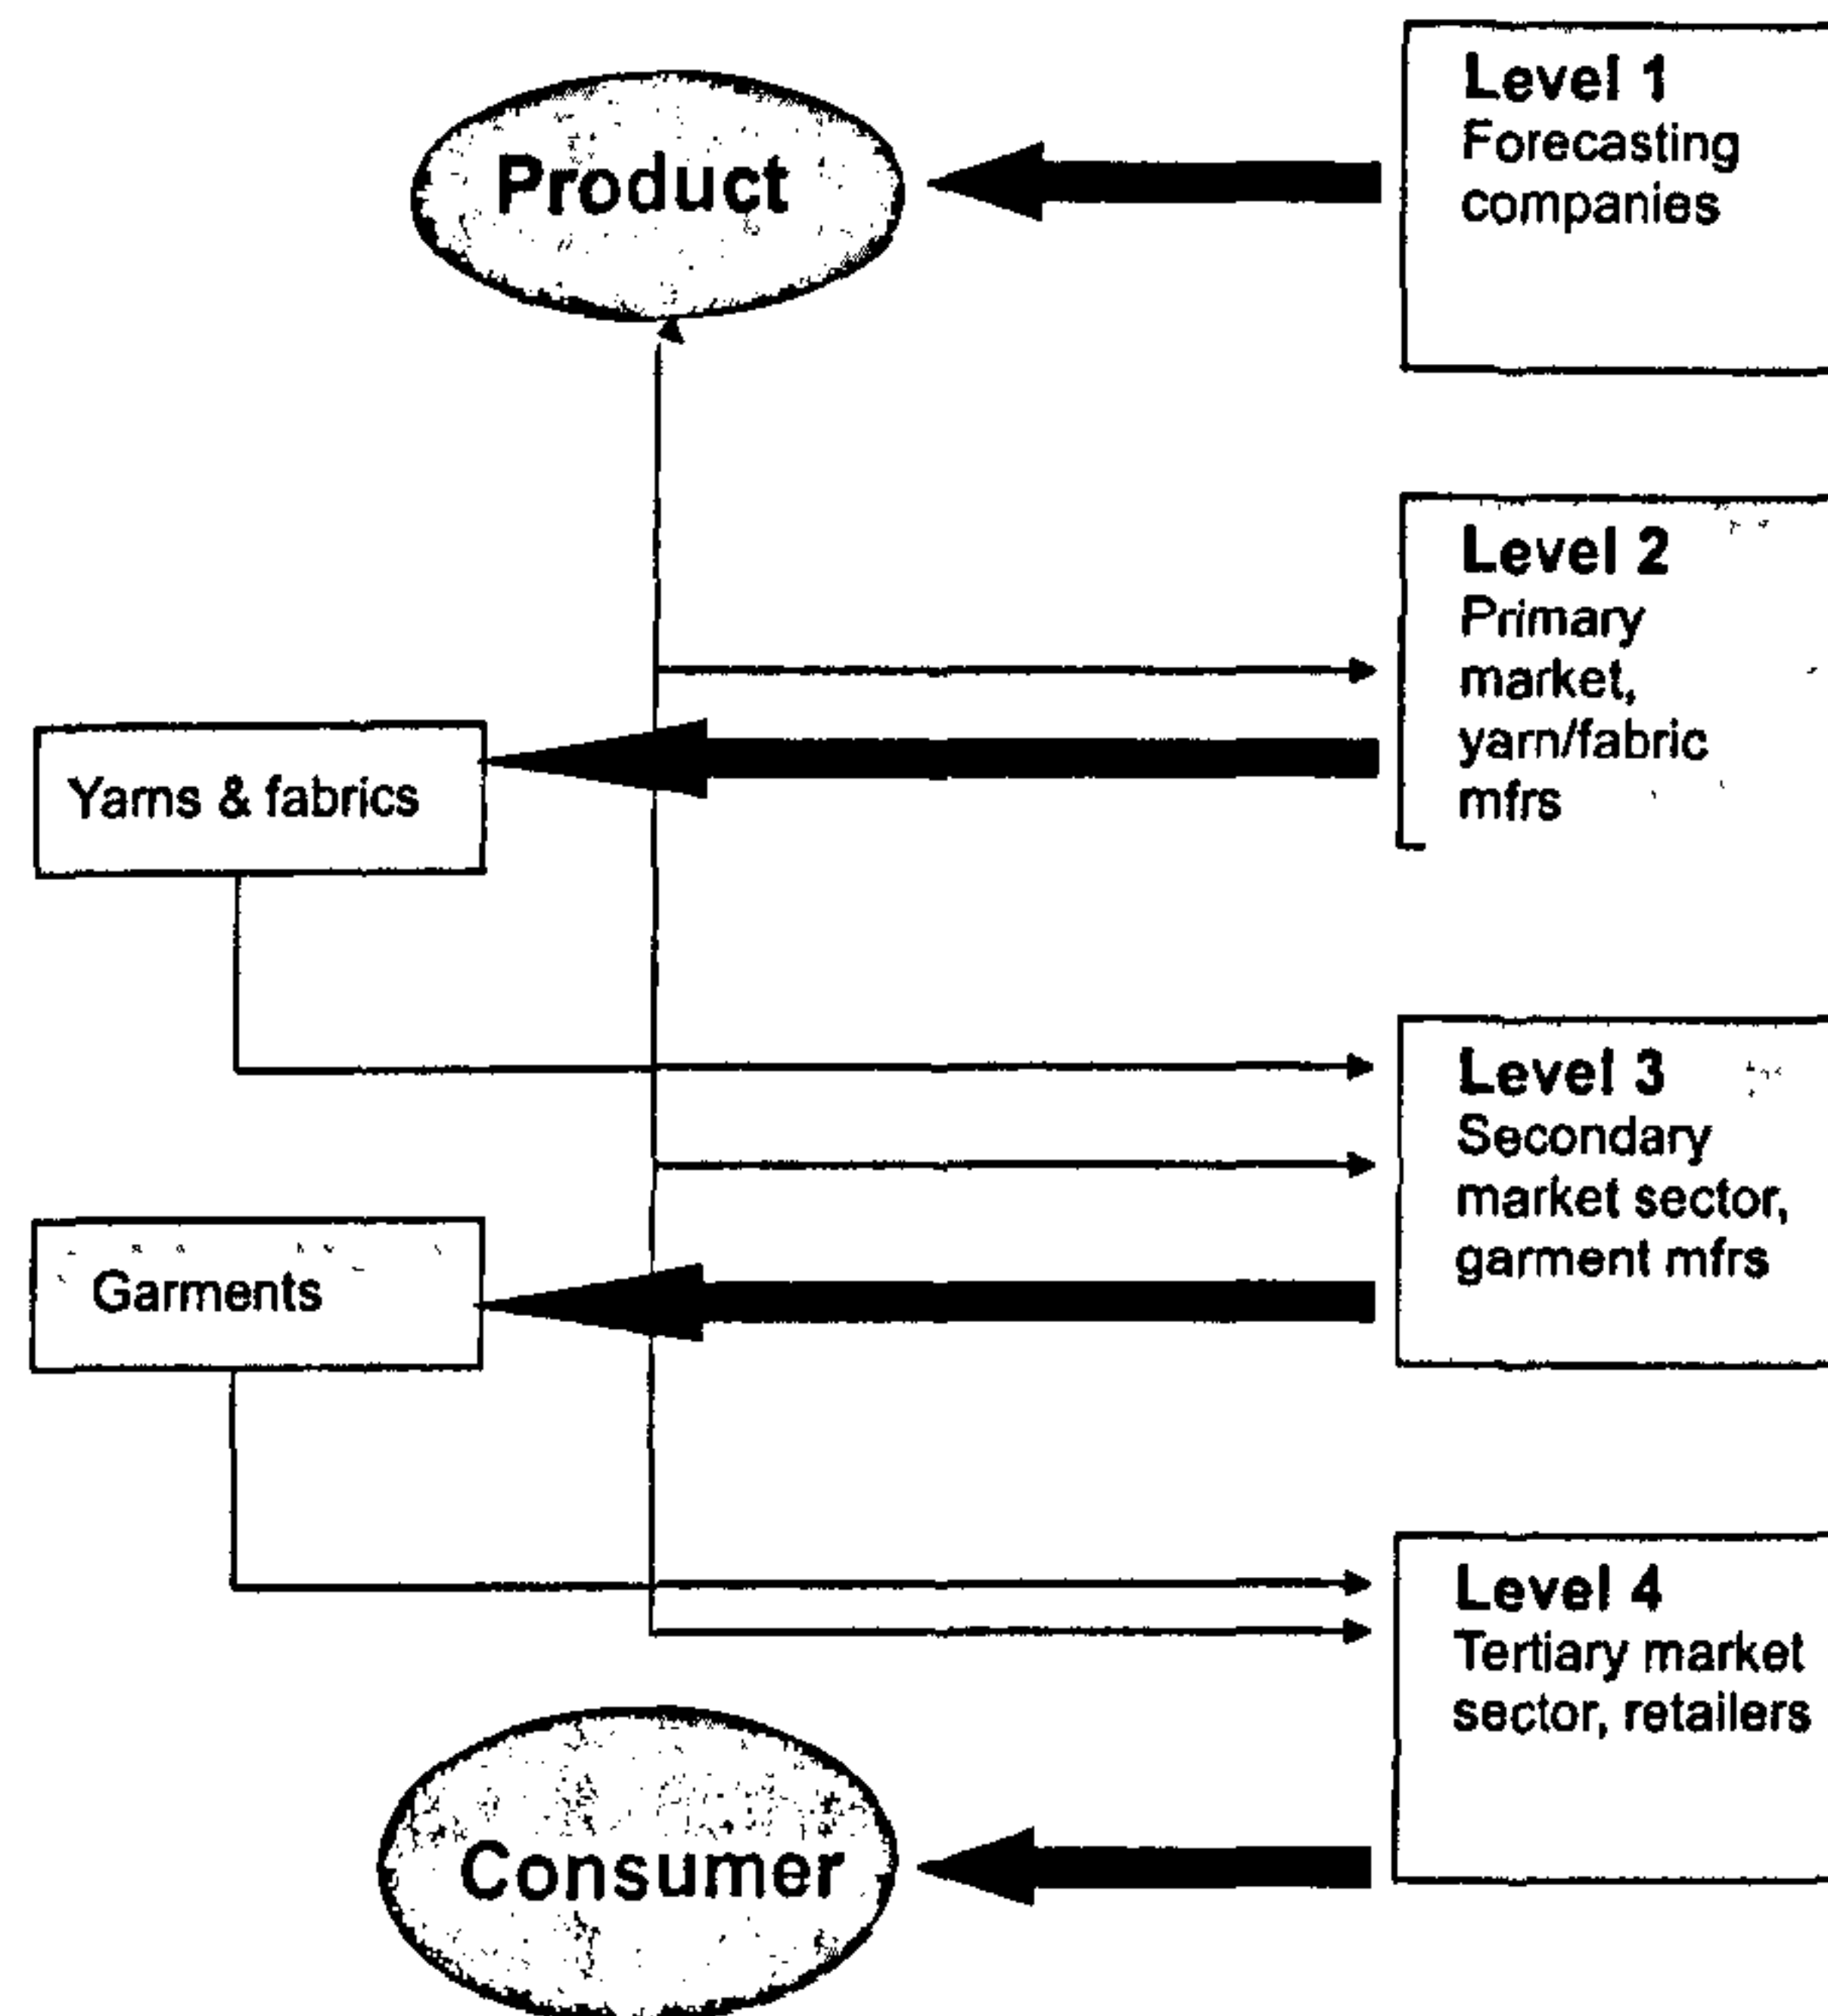 Product
Level 1
Forecasting
companies
Level 2
Primary
market,
yarn/fabric
mfrs
Yarns & fabrics
Level 3
Secondary
market sector,
garment mfrs
Garments
Level 4
Tertiary market
sector, retailers
Consumer